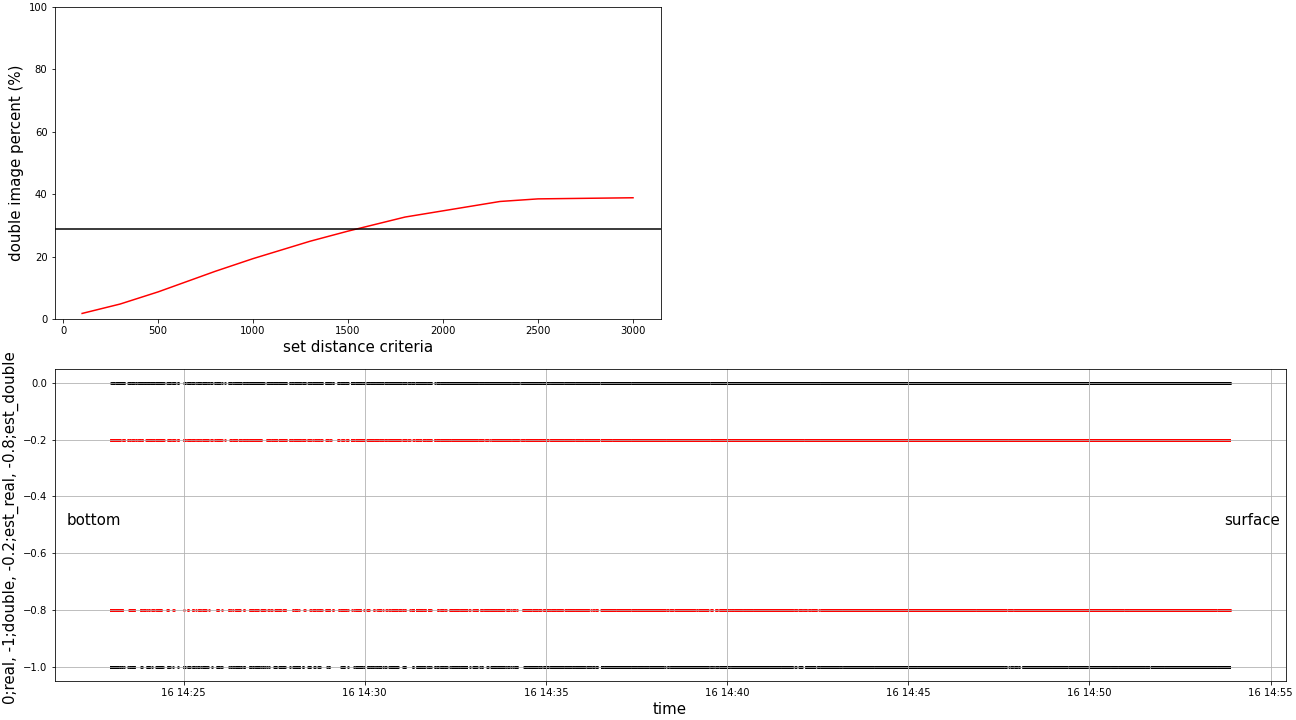 100
80
60
40
20
0
double image percent (%)
0 500 1000 1500 2000 2500 3000
set distance criteria
0.0
−0.2
−0.4
−0.6
−0.8
−1.0
0;real, -1;double, -0.2;est_real, -0.8;est_double
bottom
surface
16 14:25 16 14:30 16 14:35 16 14:40 16 14:45 16 14:50 16 14:55
time